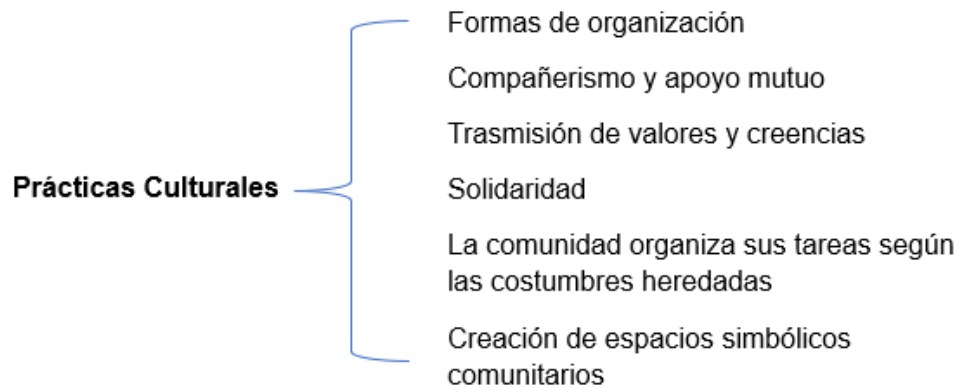 Formas de organización
Compañerismo y apoyo mutuo
Trasmisión de valores y creencias
Prácticas Culturales
Solidaridad
La comunidad organiza sus tareas según
las costumbres heredadas
Creación de espacios simbólicos
comunitarios